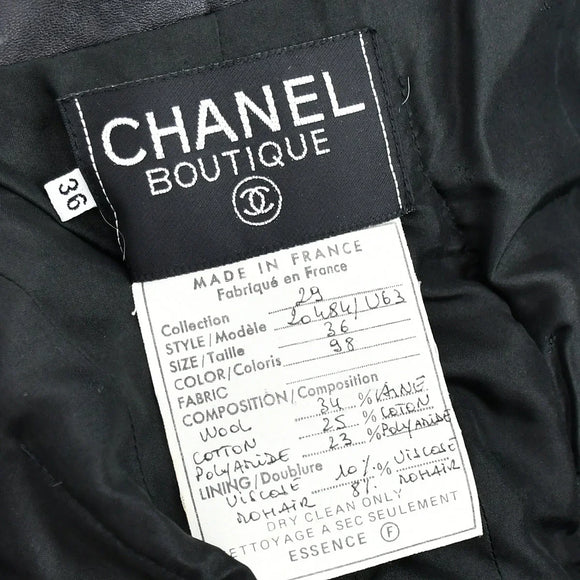 CHANEL
BOUTIQUE
36
MADE IN FRANCE
Fabriqué en France
Collection 29
STYLE/Modèle 20484/U63
SIZE/Taille 36
COLOR/Coloris 98
FABRIC
COMPOSITION/Composition
WOOL 34 % LAINE
COTTON 25 % COTON
POLYAMIDE 23 % POLYAMIDE
LINING/Doublure
VISCOSE 10 % VISCOSE
MOHAIR 8 % MOHAIR
DRY CLEAN ONLY
NETTOYAGE A SEC SEULEMENT
ESSENCE F